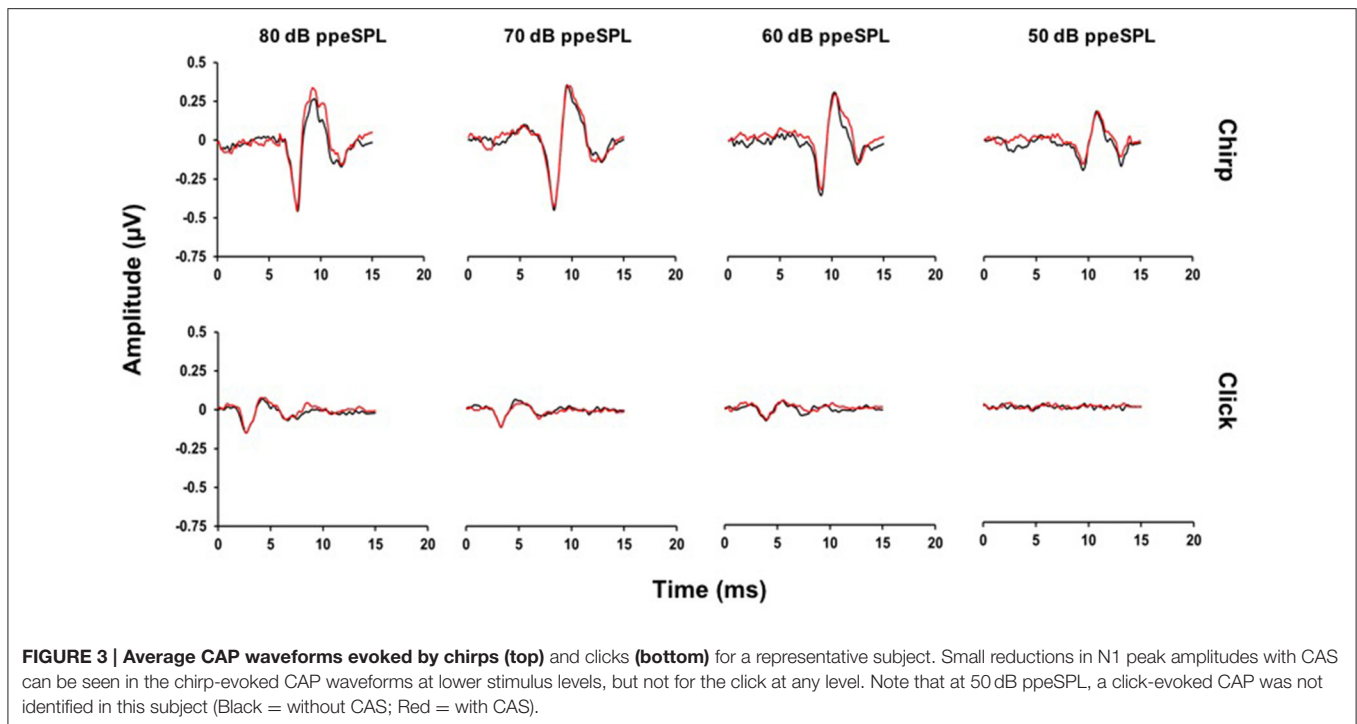 80 dB ppeSPL 70 dB ppeSPL 60 dB ppeSPL 50 dB ppeSPL
0.5
0.25
0
-0.25
-0.5
-0.75
0 5 10 15 20 0 5 10 15 20 0 5 10 15 20 0 5 10 15 20
Chirp
Amplitude (µV)
0.5
0.25
0
-0.25
-0.5
-0.75
0 5 10 15 20 0 5 10 15 20 0 5 10 15 20 0 5 10 15 20
Click
Time (ms)
FIGURE 3 | Average CAP waveforms evoked by chirps (top) and clicks (bottom) for a representative subject. Small reductions in N1 peak amplitudes with CAS
can be seen in the chirp-evoked CAP waveforms at lower stimulus levels, but not for the click at any level. Note that at 50 dB ppeSPL, a click-evoked CAP was not
identified in this subject (Black = without CAS; Red = with CAS).